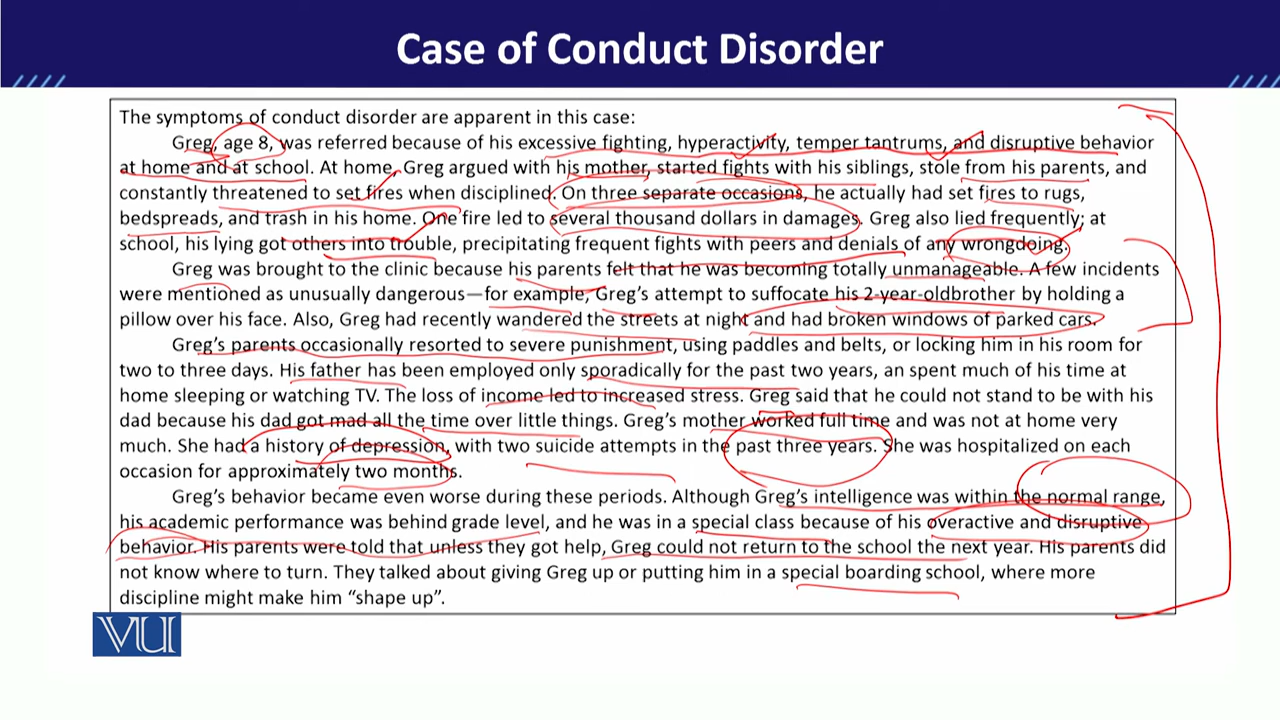 Case of Conduct Disorder
The symptoms of conduct disorder are apparent in this case:
Greg, age 8, was referred because of his excessive fighting, hyperactivity, temper tantrums, and disruptive behavior
at home and at school. At home, Greg argued with his mother, started fights with his siblings, stole from his parents, and
constantly threatened to set fires when disciplined. On three separate occasions, he actually had set fires to rugs,
bedspreads, and trash in his home. One fire led to several thousand dollars in damages. Greg also lied frequently; at
school, his lying got others into trouble, precipitating frequent fights with peers and denials of any wrongdoing.
Greg was brought to the clinic because his parents felt that he was becoming totally unmanageable. A few incidents
were mentioned as unusually dangerous—for example, Greg's attempt to suffocate his 2-year-oldbrother by holding a
pillow over his face. Also, Greg had recently wandered the streets at night and had broken windows of parked cars.
Greg's parents occasionally resorted to severe punishment, using paddles and belts, or locking him in his room for
two to three days. His father has been employed only sporadically for the past two years, an spent much of his time at
home sleeping or watching TV. The loss of income led to increased stress. Greg said that he could not stand to be with his
dad because his dad got mad all the time over little things. Greg's mother worked full time and was not at home very
much. She had a history of depression, with two suicide attempts in the past three years. She was hospitalized on each
occasion for approximately two months.
Greg's behavior became even worse during these periods. Although Greg's intelligence was within the normal range,
his academic performance was behind grade level, and he was in a special class because of his overactive and disruptive
behavior. His parents were told that unless they got help, Greg could not return to the school the next year. His parents did
not know where to turn. They talked about giving Greg up or putting him in a special boarding school, where more
discipline might make him “shape up”.
VU